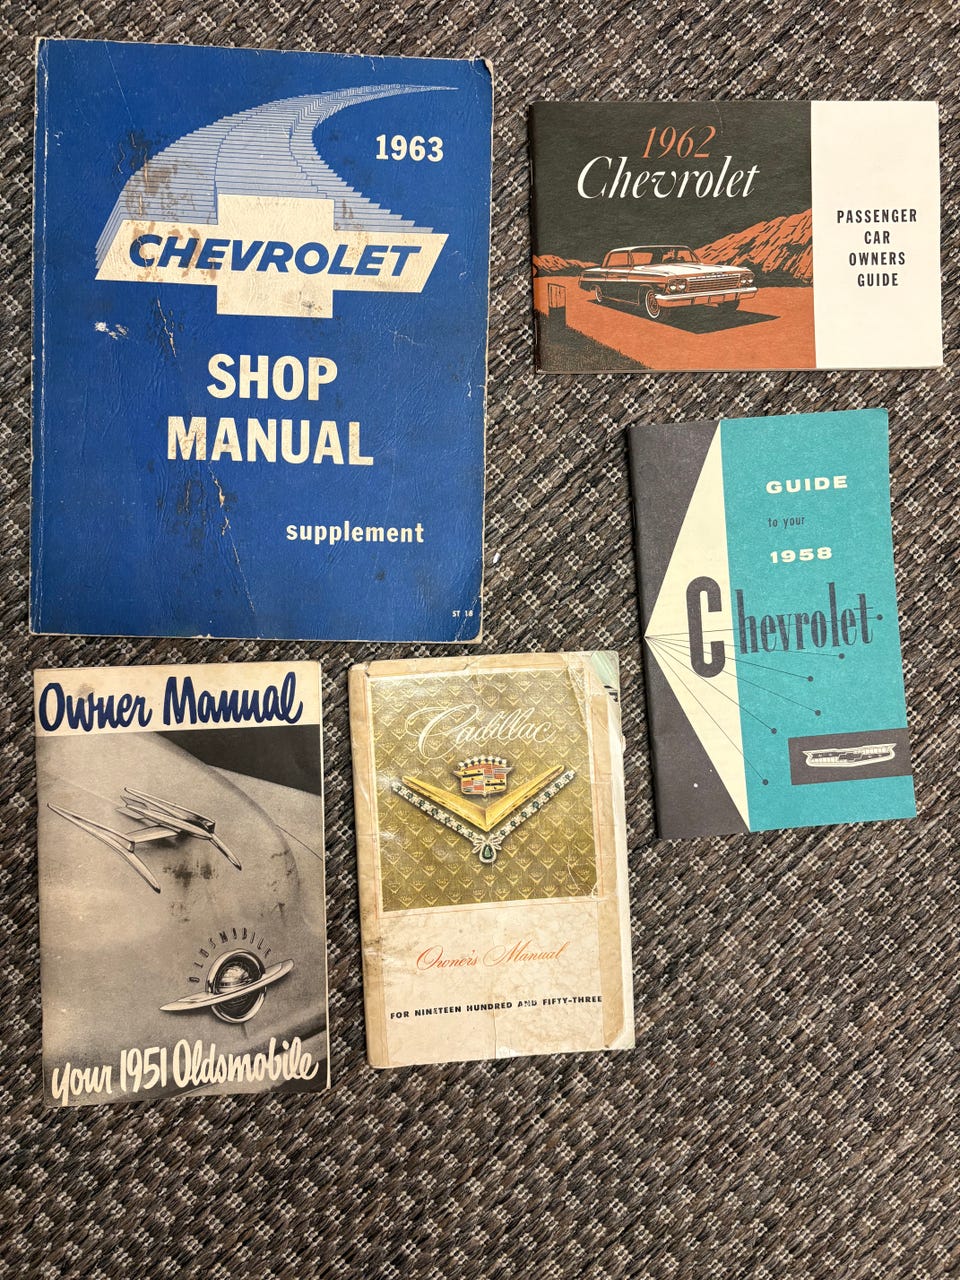 1963
CHEVROLET
SHOP
MANUAL
supplement
ST 18
1962
Chevrolet
PASSENGER
CAR
OWNERS
GUIDE
GUIDE
to your
1958
Chevrolet
Owner Manual
OLDSMOBILE
your 1951 Oldsmobile
Cadillac
Owner's Manual
FOR NINETEEN HUNDRED AND FIFTY-THREE